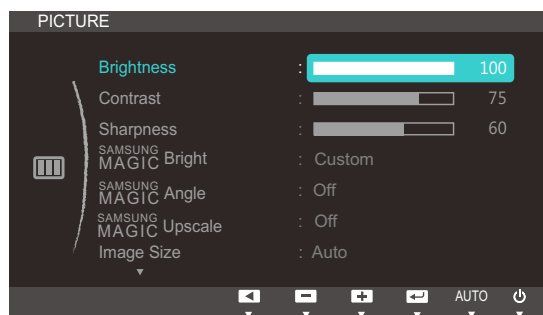 PICTURE
Brightness : 100
Contrast : 75
Sharpness : 60
SAMSUNG MAGIC Bright : Custom
SAMSUNG MAGIC Angle : Off
SAMSUNG MAGIC Upscale : Off
Image Size : Auto
AUTO